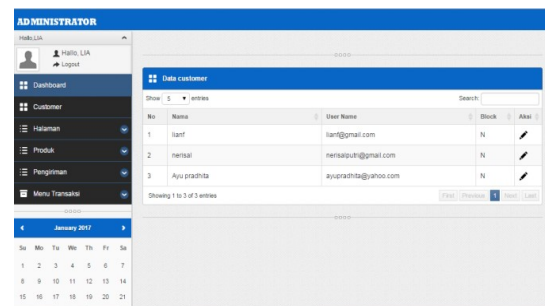 ADMINISTRATOR
Hallo,LIA
Hallo, LIA
Logout
Dashboard
Customer
Halaman
Produk
Pengiriman
Menu Transaksi
January 2017
Su Mo Tu We Th Fr Sa
1 2 3 4 5 6 7
8 9 10 11 12 13 14
15 16 17 18 19 20 21
Data customer
Show 5 entries Search:
No Nama User Name Block Aksi
1 lianf lianf@gmail.com N
2 nerisal nerisalputri@gmail.com N
3 Ayu pradhita ayupradhita@yahoo.com N
Showing 1 to 3 of 3 entries First Previous 1 Next Last